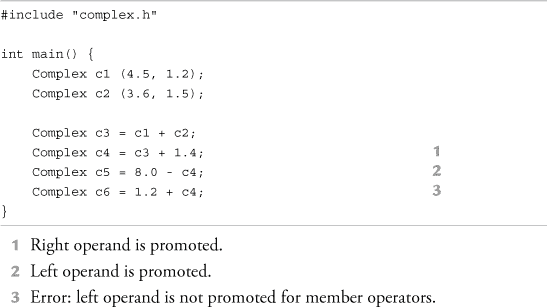 #include "complex.h"
int main() {
Complex c1 (4.5, 1.2);
Complex c2 (3.6, 1.5);
Complex c3 = c1 + c2;
Complex c4 = c3 + 1.4; 1
Complex c5 = 8.0 - c4; 2
Complex c6 = 1.2 + c4; 3
}
1 Right operand is promoted.
2 Left operand is promoted.
3 Error: left operand is not promoted for member operators.